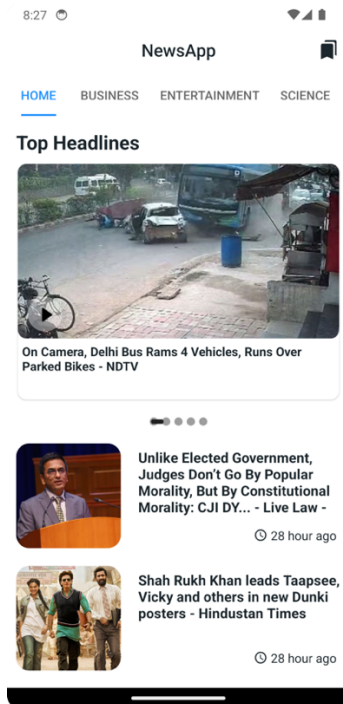 8:27
NewsApp
HOME BUSINESS ENTERTAINMENT SCIENCE
Top Headlines
On Camera, Delhi Bus Rams 4 Vehicles, Runs Over
Parked Bikes - NDTV
Unlike Elected Government,
Judges Don’t Go By Popular
Morality, But By Constitutional
Morality: CJI DY... - Live Law -
28 hour ago
Shah Rukh Khan leads Taapsee,
Vicky and others in new Dunki
posters - Hindustan Times
28 hour ago